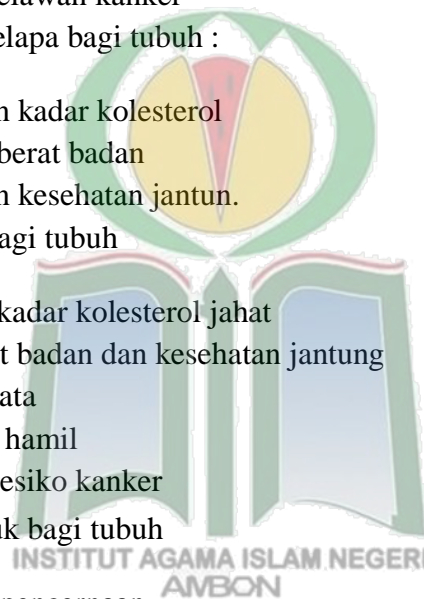 elawan kanker
elapa bagi tubuh :
n kadar kolesterol
berat badan
n kesehatan jantun.
agi tubuh
kadar kolesterol jahat
t badan dan kesehatan jantung
ata
hamil
esiko kanker
uk bagi tubuh
INSTITUT AGAMA ISLAM NEGERI
AMBON